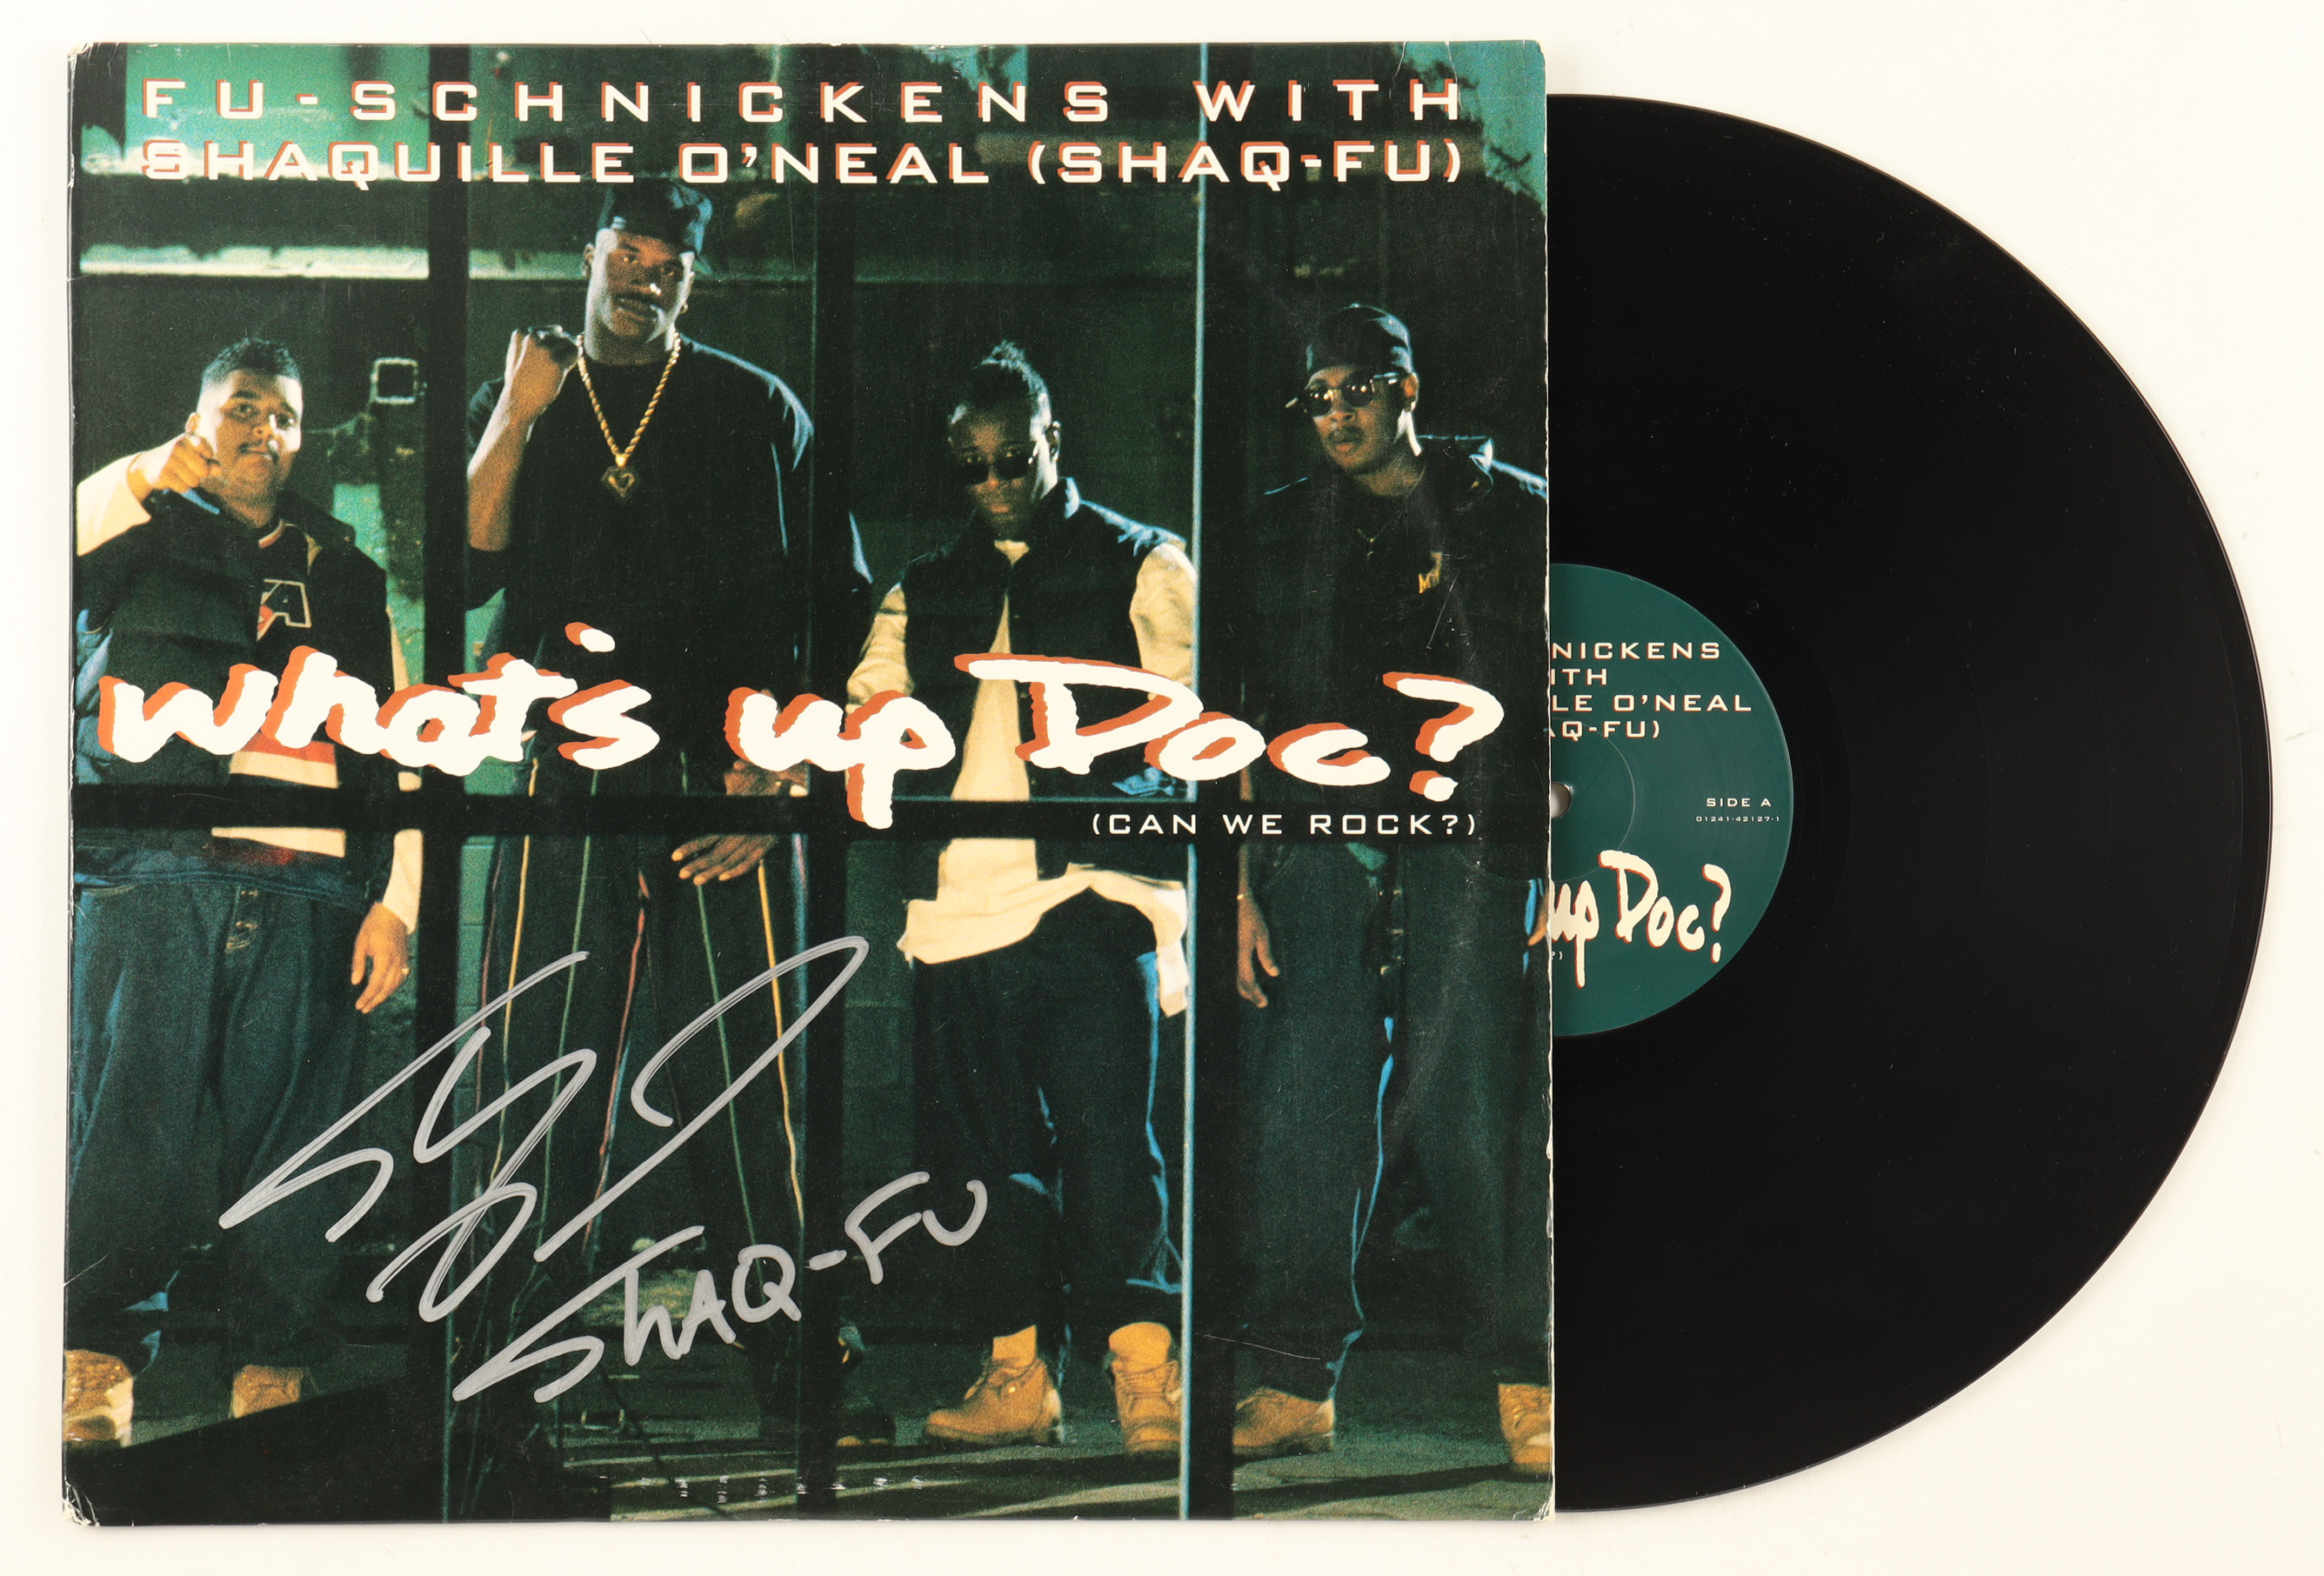 FU-SCHNICKENS WITH
SHAQUILLE O'NEAL (SHAQ-FU)
What's up Doc?
(CAN WE ROCK?)
SHAQ-FU
NICKENS
ITH
LE O'NEAL
AQ-FU)
SIDE A
01241-42127-1
up Doc?
?)